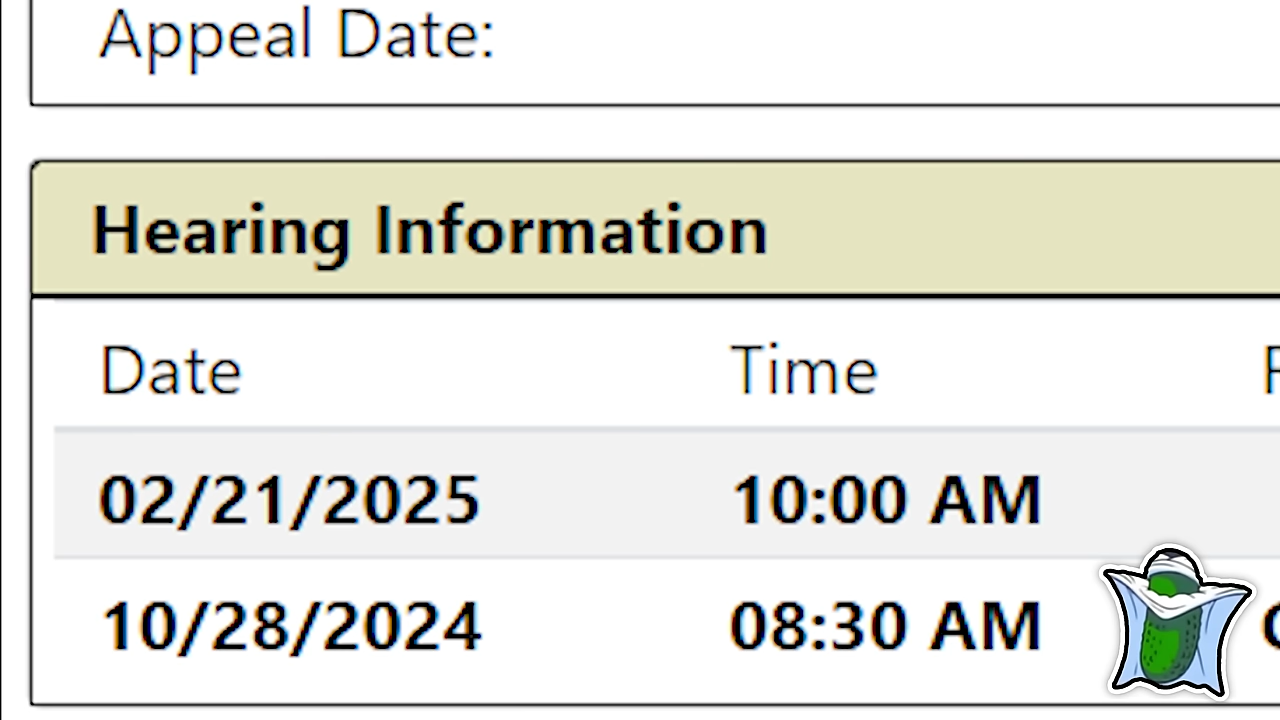 Appeal Date:
Hearing Information
Date Time
02/21/2025 10:00 AM
10/28/2024 08:30 AM